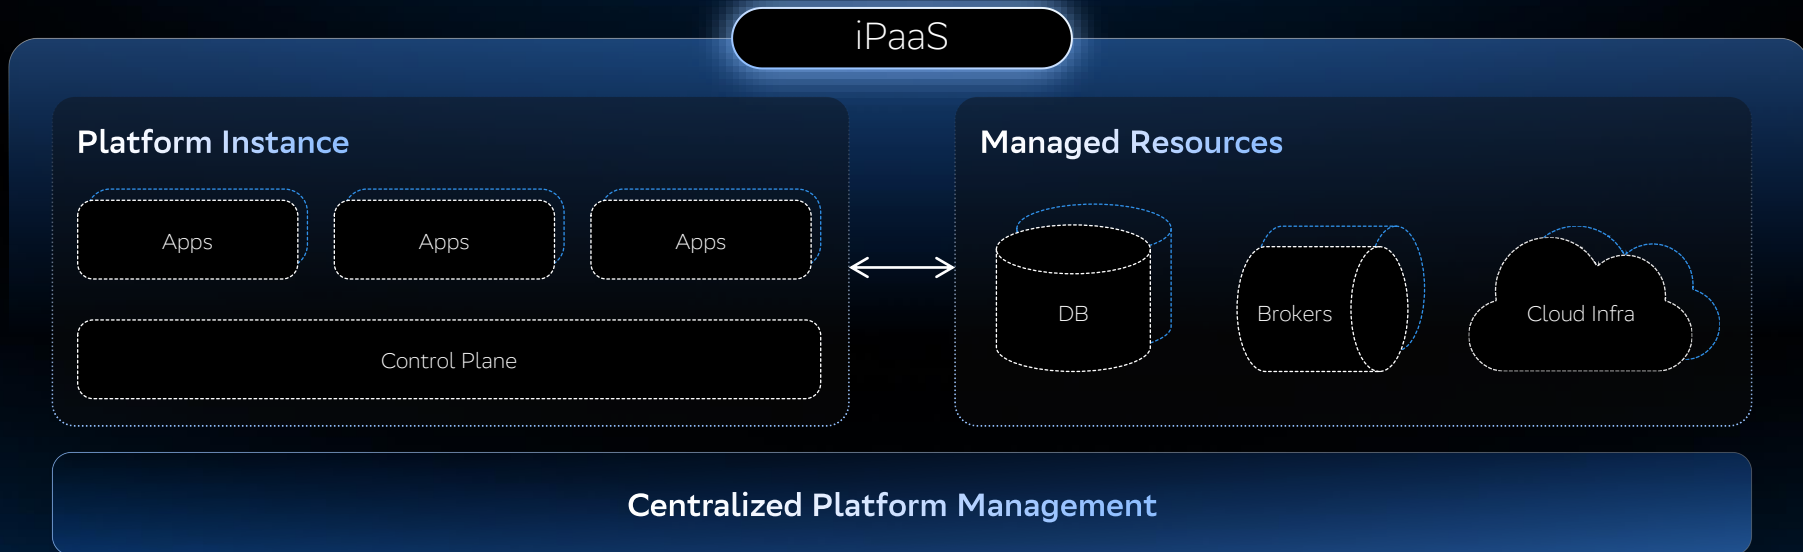 iPaaS
Platform Instance
Apps
Apps
Apps
Control Plane
Managed Resources
DB
Brokers
Cloud Infra
Centralized Platform Management